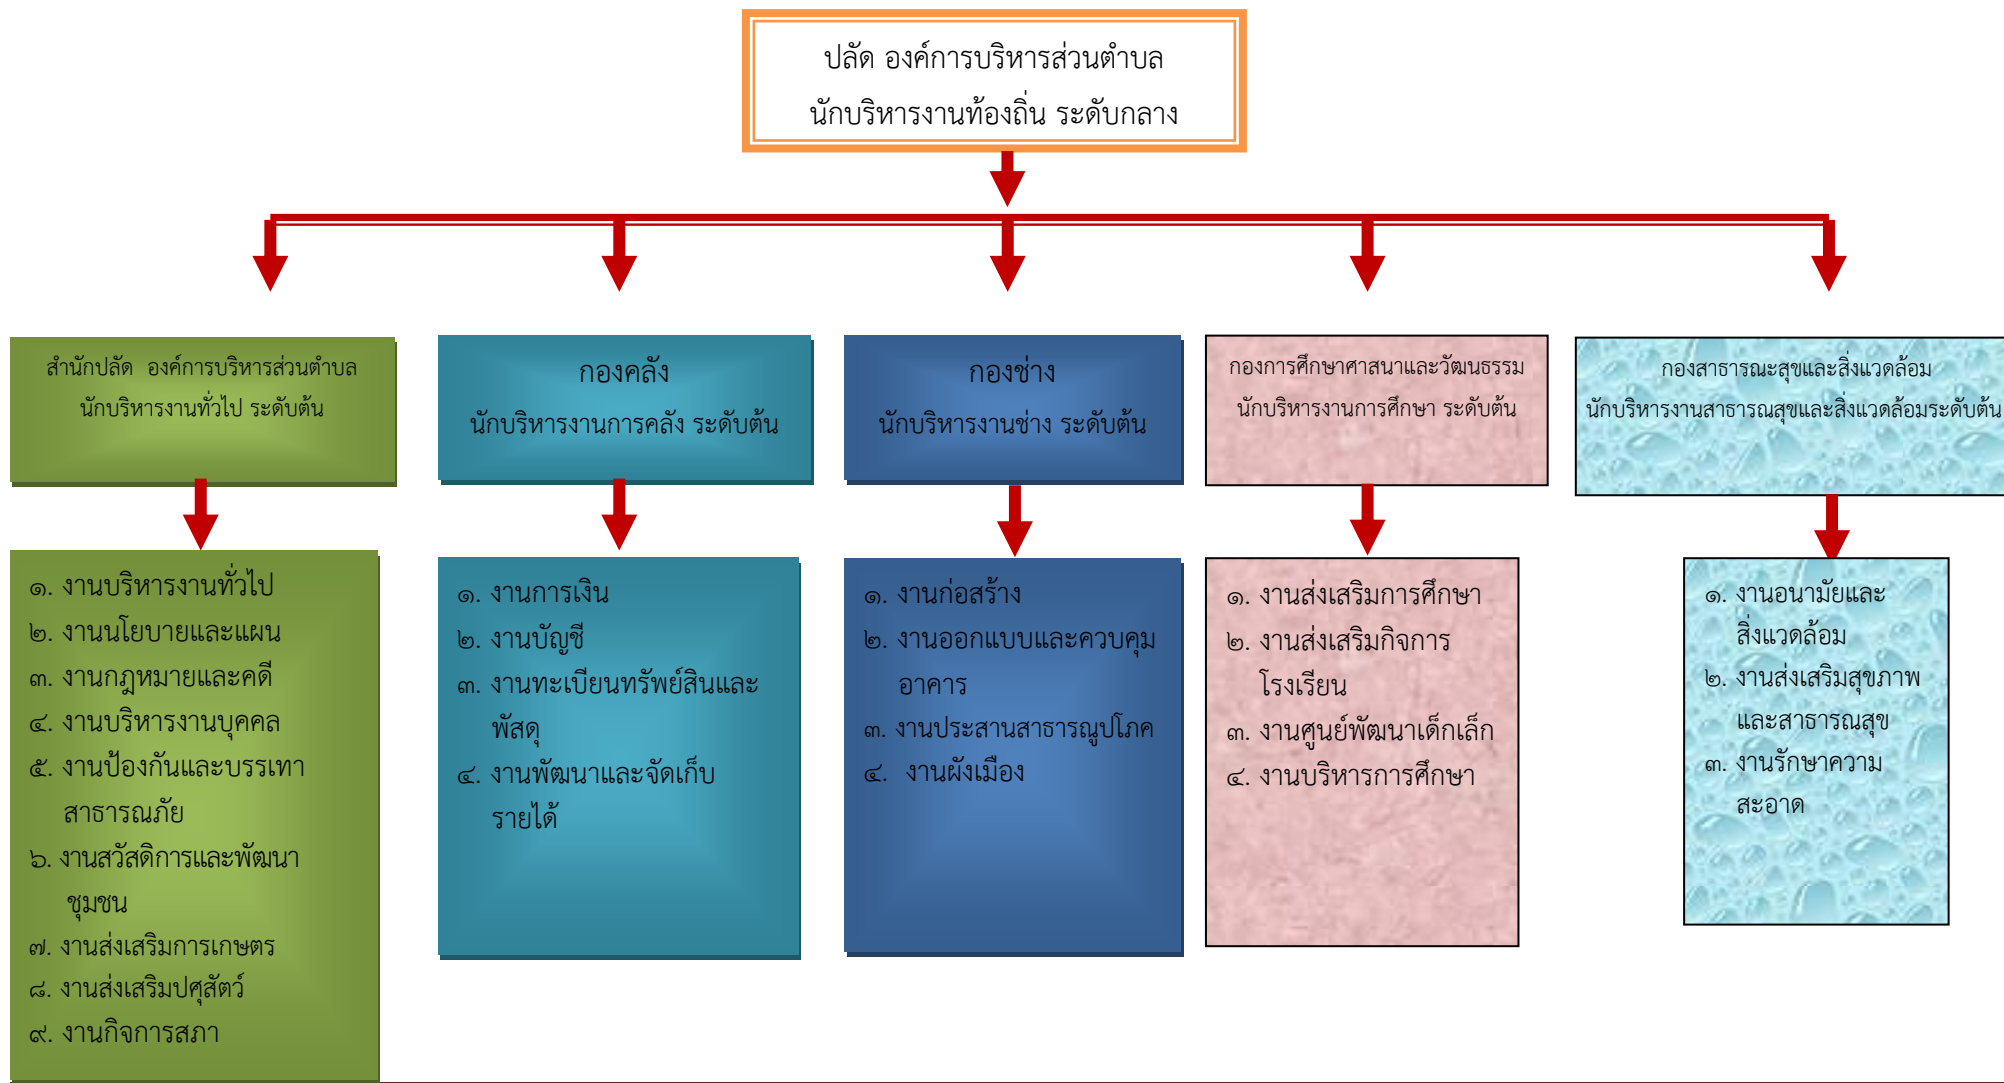 ปลัด องค์การบริหารส่วนตำบล
นักบริหารงานท้องถิ่น ระดับกลาง
สำนักปลัด องค์การบริหารส่วนตำบล
นักบริหารงานทั่วไป ระดับต้น
กองคลัง
นักบริหารงานการคลัง ระดับต้น
กองช่าง
นักบริหารงานช่าง ระดับต้น
กองการศึกษาศาสนาและวัฒนธรรม
นักบริหารงานการศึกษา ระดับต้น
กองสาธารณะสุขและสิ่งแวดล้อม
นักบริหารงานสาธารณสุขและสิ่งแวดล้อมระดับต้น
๑. งานบริหารงานทั่วไป
๒. งานนโยบายและแผน
๓. งานกฎหมายและคดี
๔. งานบริหารงานบุคคล
๕. งานป้องกันและบรรเทา
สาธารณภัย
๖. งานสวัสดิการและพัฒนา
ชุมชน
๗. งานส่งเสริมการเกษตร
๘. งานส่งเสริมปศุสัตว์
๙. งานกิจการสภา
๑. งานการเงิน
๒. งานบัญชี
๓. งานทะเบียนทรัพย์สินและ
พัสดุ
๔. งานพัฒนาและจัดเก็บ
รายได้
๑. งานก่อสร้าง
๒. งานออกแบบและควบคุม
อาคาร
๓. งานประสานสาธารณูปโภค
๔. งานผังเมือง
๑. งานส่งเสริมการศึกษา
๒. งานส่งเสริมกิจการ
โรงเรียน
๓. งานศูนย์พัฒนาเด็กเล็ก
๔. งานบริหารการศึกษา
๑. งานอนามัยและ
สิ่งแวดล้อม
๒. งานส่งเสริมสุขภาพ
และสาธารณสุข
๓. งานรักษาความ
สะอาด